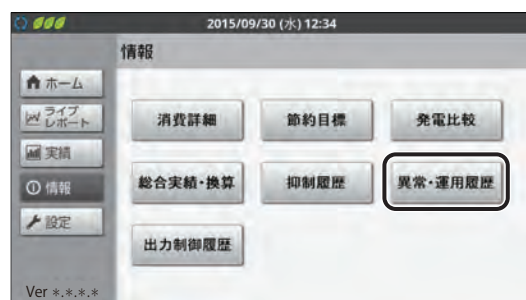 2015/09/30 (水) 12:34
情報
ホーム
ライブ
レポート
実績
情報
設定
消費詳細 節約目標 発電比較
総合実績・換算 抑制履歴 異常・運用履歴
出力制御履歴
Ver *.*.*.*